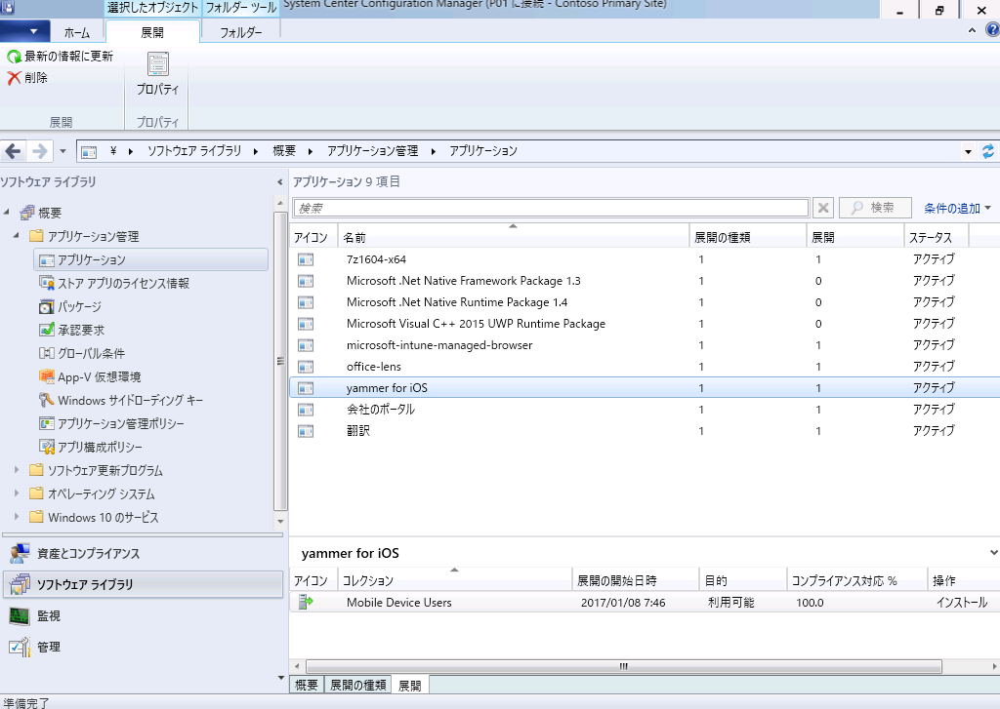 選択したオブジェクト フォルダー ツール System Center Configuration Manager (P01 に接続 - Contoso Primary Site)
ホーム 展開 フォルダー
最新の情報に更新
削除
プロパティ
展開 プロパティ
¥ ソフトウェア ライブラリ 概要 アプリケーション管理 アプリケーション
ソフトウェア ライブラリ
概要
アプリケーション管理
アプリケーション
ストア アプリのライセンス情報
パッケージ
承認要求
グローバル条件
App-V 仮想環境
Windows サイドローディング キー
アプリケーション管理ポリシー
アプリ構成ポリシー
ソフトウェア更新プログラム
オペレーティング システム
Windows 10 のサービス
資産とコンプライアンス
ソフトウェア ライブラリ
監視
管理
アプリケーション 9 項目
検索 検索 条件の追加
アイコン 名前 展開の種類 展開 ステータス
7z1604-x64 1 1 アクティブ
Microsoft .Net Native Framework Package 1.3 1 0 アクティブ
Microsoft .Net Native Runtime Package 1.4 1 0 アクティブ
Microsoft Visual C++ 2015 UWP Runtime Package 1 0 アクティブ
microsoft-intune-managed-browser 1 1 アクティブ
office-lens 1 1 アクティブ
yammer for iOS 1 1 アクティブ
会社のポータル 1 1 アクティブ
翻訳 1 1 アクティブ
yammer for iOS
アイコン コレクション 展開の開始日時 目的 コンプライアンス対応 % 操作
Mobile Device Users 2017/01/08 7:46 利用可能 100.0 インストール
概要 展開の種類 展開
準備完了